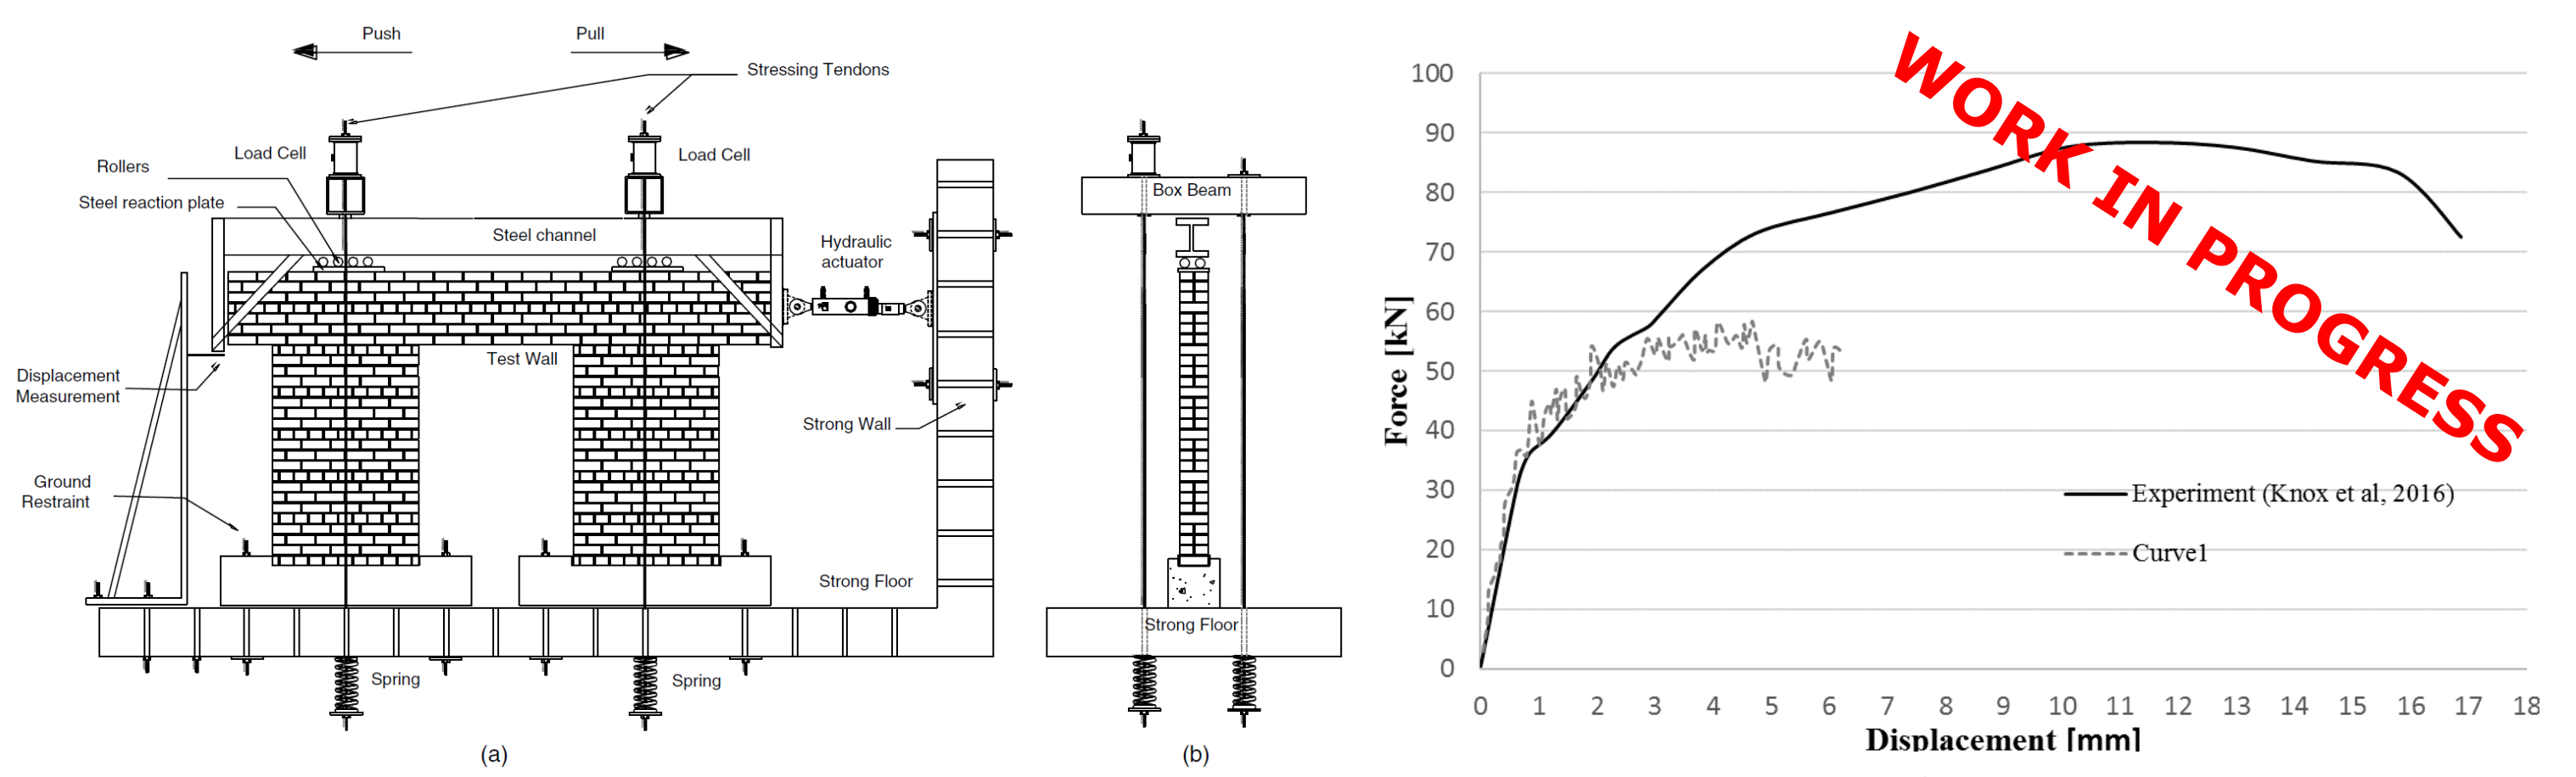 Push
Pull
Stressing Tendons
Load Cell
Load Cell
Rollers
Steel reaction plate
Steel channel
Hydraulic
actuator
Test Wall
Displacement
Measurement
Strong Wall
Ground
Restraint
Strong Floor
Spring
Spring
(a)
Box Beam
Strong Floor
(b)
100
90
80
70
60
50
40
30
20
10
0
Force [kN]
0 1 2 3 4 5 6 7 8 9 10 11 12 13 14 15 16 17 18
Displacement [mm]
Experiment (Knox et al, 2016)
Curve1
WORK IN PROGRESS